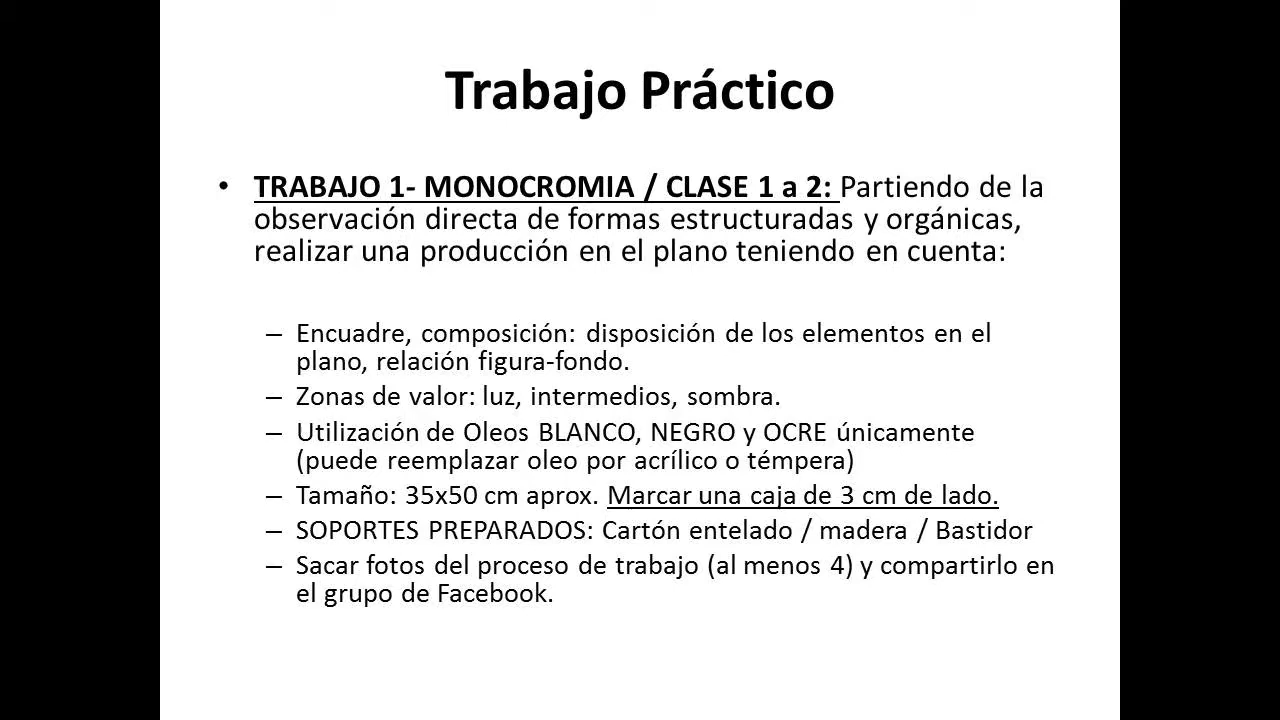 Trabajo Práctico
• TRABAJO 1- MONOCROMIA / CLASE 1 a 2: Partiendo de la
observación directa de formas estructuradas y orgánicas,
realizar una producción en el plano teniendo en cuenta:
– Encuadre, composición: disposición de los elementos en el
plano, relación figura-fondo.
– Zonas de valor: luz, intermedios, sombra.
– Utilización de Oleos BLANCO, NEGRO y OCRE únicamente
(puede reemplazar oleo por acrílico o témpera)
– Tamaño: 35x50 cm aprox. Marcar una caja de 3 cm de lado.
– SOPORTES PREPARADOS: Cartón entelado / madera / Bastidor
– Sacar fotos del proceso de trabajo (al menos 4) y compartirlo en
el grupo de Facebook.